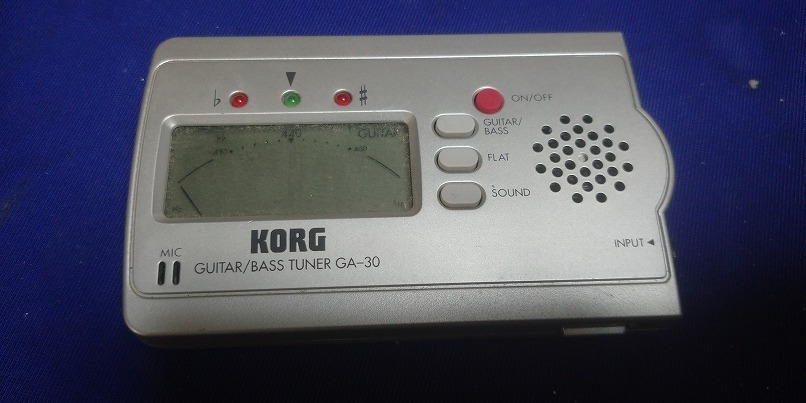 ♭ ▼ ♯
ON/OFF
GUITAR/
BASS
FLAT
SOUND
440
GUITAR
KORG
MIC
GUITAR/BASS TUNER GA-30
INPUT ◀